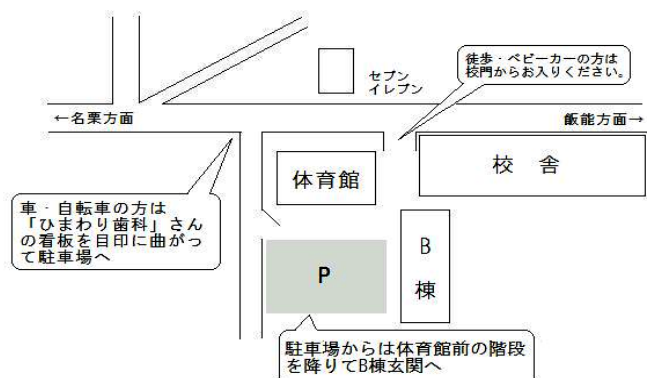 セブン
イレブン
徒歩・ベビーカーの方は
校門からお入りください。
←名栗方面
飯能方面→
体育館
校 舎
車・自転車の方は
「ひまわり歯科」さん
の看板を目印に曲がっ
て駐車場へ
P
B
棟
駐車場からは体育館前の階段
を降りてB棟玄関へ